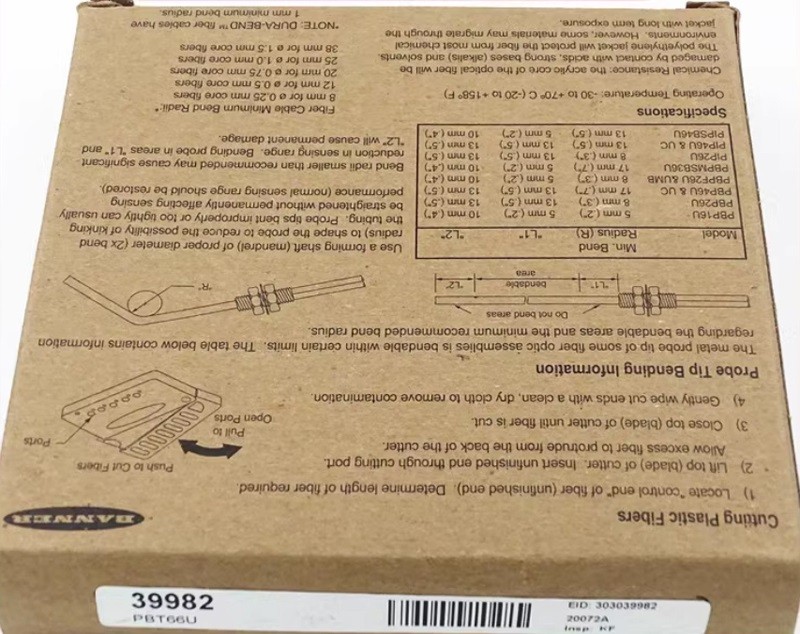 BANNER
Cutting Plastic Fibers
1) Locate "control end" of fiber (unfinished end). Determine length of fiber required.
2) Lift top (blade) of cutter. Insert unfinished end through cutting port.
Allow excess fiber to protrude from the back of the cutter.
3) Close top (blade) of cutter until fiber is cut.
4) Gently wipe cut ends with a clean, dry cloth to remove contamination
Push to Cut Fibers
Pull to
Open Ports
Ports
Probe Tip Bending Information
The metal probe tip of some fiber optic assemblies is bendable within certain limits. The table below contains information
regarding the bendable areas and the minimum recommended bend radius.
Do not bend areas
"L1"
bendable
area
"L2"
"R"
Model
Min. Bend
Radius (R)
"L1"
"L2"
PBP16U 5 mm (.2") 5 mm (.2") 10 mm (.4")
PBP26U 8 mm (.3") 13 mm (.5") 13 mm (.5")
PBP46U & UC 17 mm (.7") 13 mm (.5") 13 mm (.5")
PBPF26U &UMB 8 mm (.3") 5 mm (.2") 10 mm (.4")
PBPMSB36U 17 mm (.7") 5 mm (.2") 10 mm (.4")
PIP26U 8 mm (.3") 13 mm (.5") 13 mm (.5")
PIP46U & UC 13 mm (.5") 13 mm (.5") 13 mm (.5")
PIPSB46U 13 mm (.5") 5 mm (.2") 10 mm (.4")
Use a forming shaft (mandrel) of proper diameter (2x bend
radius) to shape the probe to reduce the possibility of kinking
the tubing. Probe tips bent improperly or too tightly can usually
be straightened without permanently affecting sensing
performance (normal sensing range should be restored).
Bend radii smaller than recommended may cause significant
reduction in sensing range. Bending probe in areas "L1" and
"L2" will cause permanent damage.
Specifications
Operating Temperature: -30 to +70° C (-20 to +158° F)
Chemical Resistance: the acrylic core of the optical fiber will be
damaged by contact with acids, strong bases (alkalis) and solvents.
The polyethylene jacket will protect the fiber from most chemical
environments. However, some materials may migrate through the
jacket with long term exposure.
Fiber Cable Minimum Bend Radii:*
8 mm for ø 0.25 mm core fibers
12 mm for ø 0.5 mm core fibers
20 mm for ø 0.75 mm core fibers
25 mm for ø 1.0 mm core fibers
38 mm for ø 1.5 mm core fibers
*NOTE: DURA-BEND™ fiber cables have
1 mm minimum bend radius.
39982
PBT66U
EID: 303039982
20072A
Insp: KF